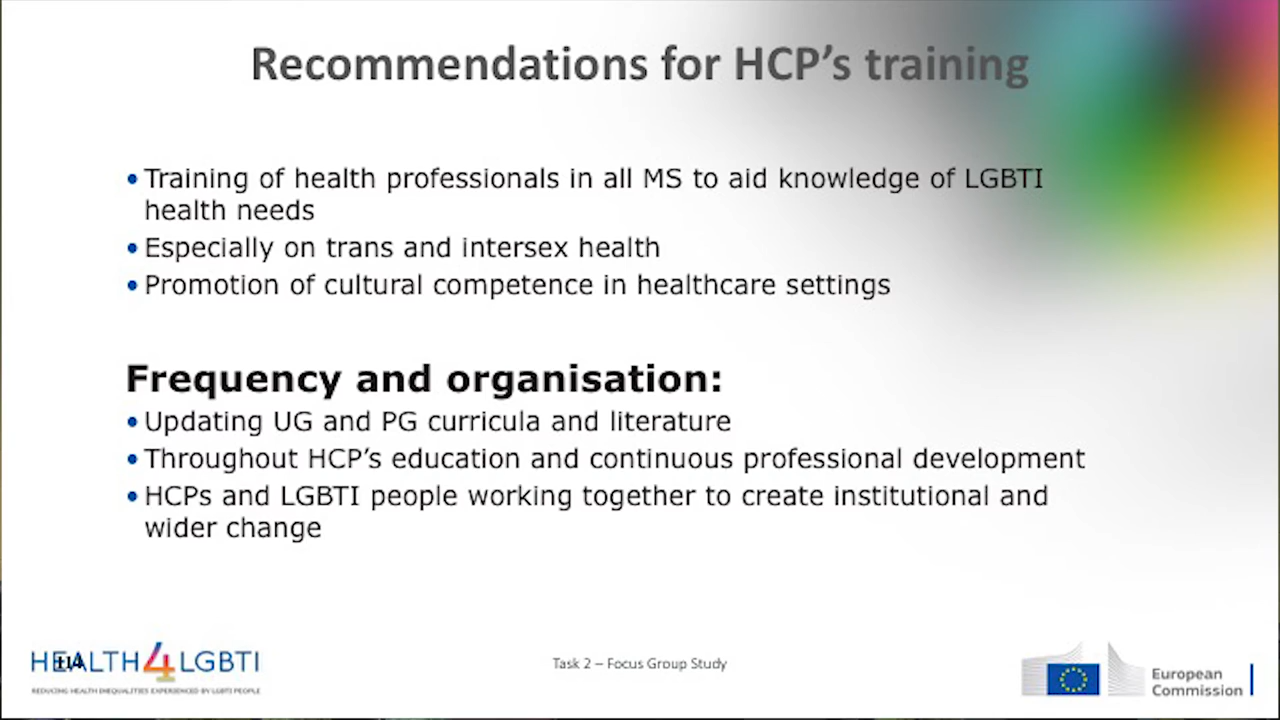 Recommendations for HCP’s training
• Training of health professionals in all MS to aid knowledge of LGBTI
health needs
• Especially on trans and intersex health
• Promotion of cultural competence in healthcare settings
Frequency and organisation:
• Updating UG and PG curricula and literature
• Throughout HCP’s education and continuous professional development
• HCPs and LGBTI people working together to create institutional and
wider change
HEALTH4LGBTI
REDUCING HEALTH INEQUALITIES EXPERIENCED BY LGBTI PEOPLE
Task 2 – Focus Group Study
European
Commission